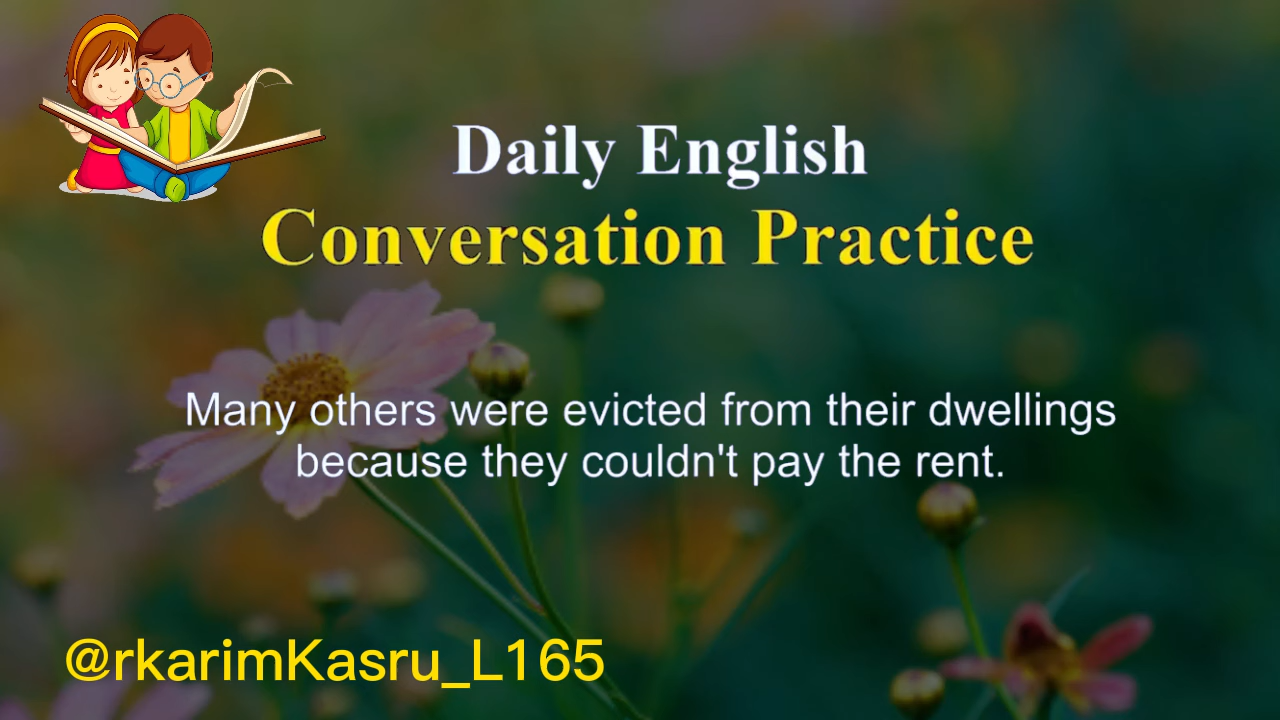 Daily English
Conversation Practice
Many others were evicted from their dwellings
because they couldn't pay the rent.
@rkarimKasru_L165